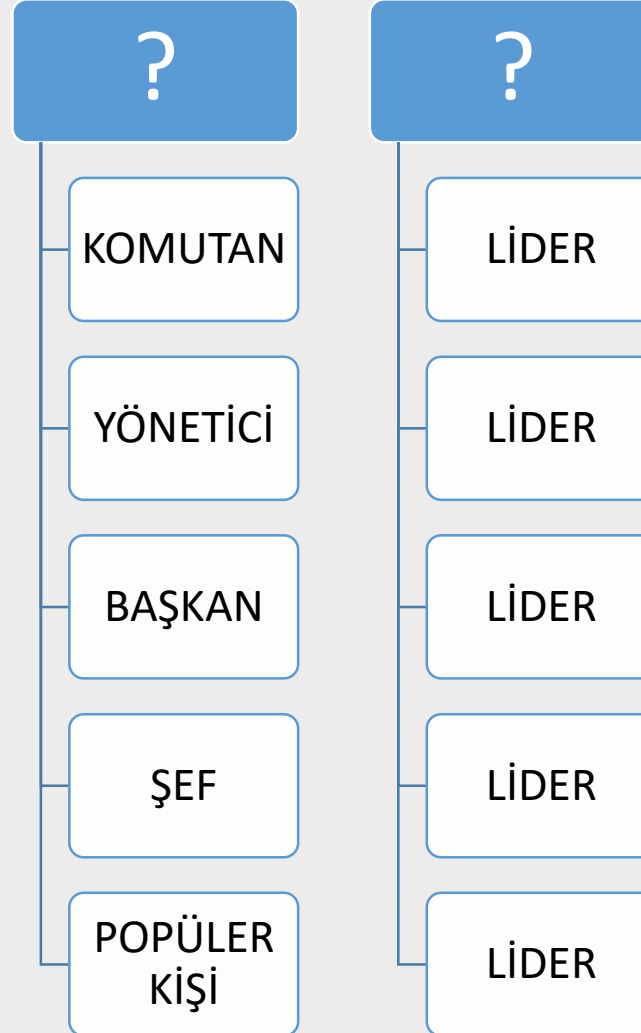 ?
KOMUTAN
YÖNETİCİ
BAŞKAN
ŞEF
POPÜLER
KİŞİ
?
LİDER
LİDER
LİDER
LİDER
LİDER